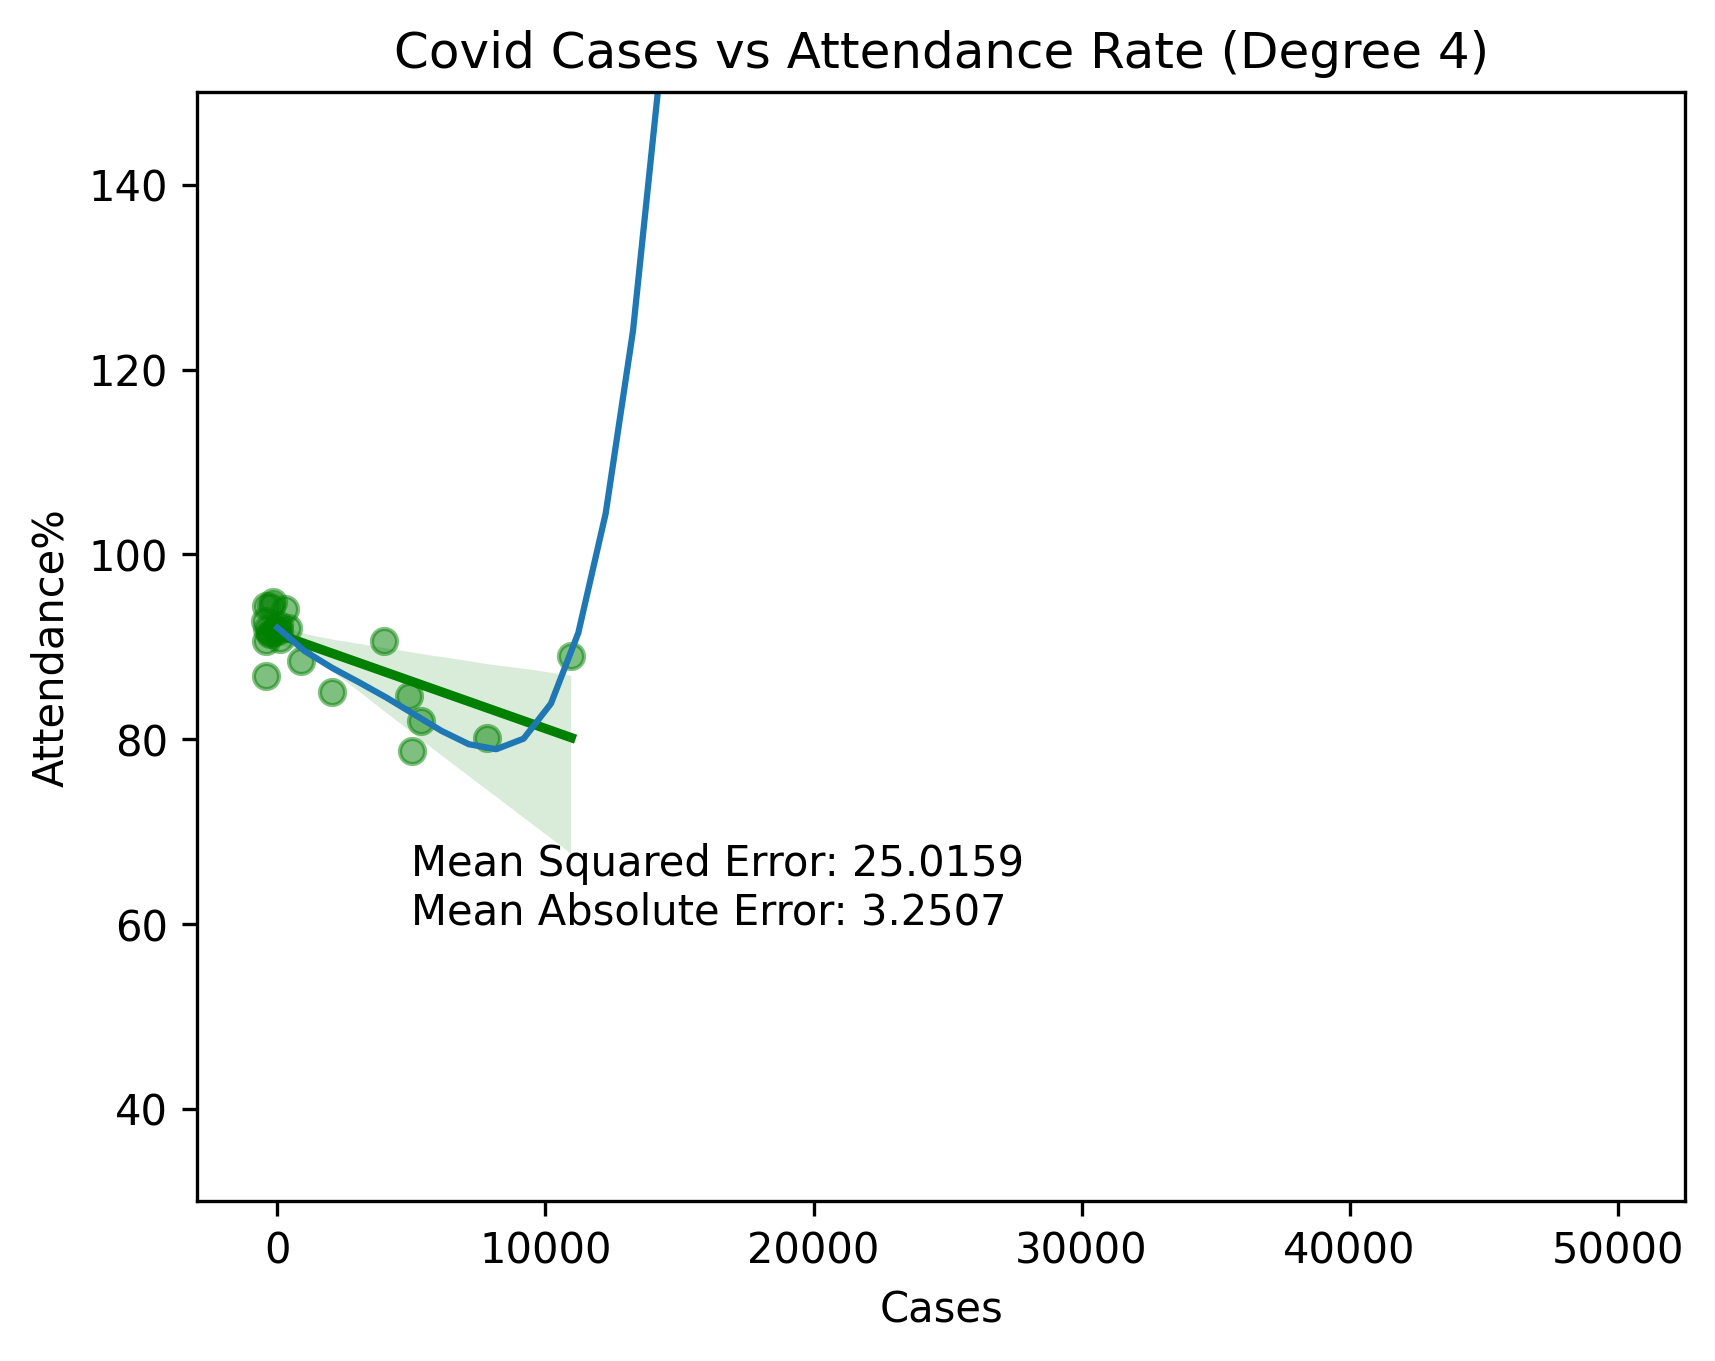 Covid Cases vs Attendance Rate (Degree 4)
140
120
100
80
60
40
Attendance%
Mean Squared Error: 25.0159
Mean Absolute Error: 3.2507
0 10000 20000 30000 40000 50000
Cases